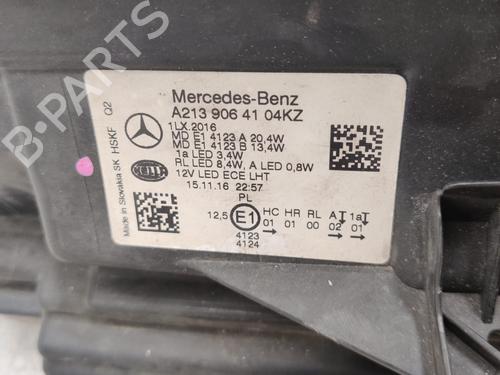 B-PARTS
Mercedes-Benz
A213 906 41 04KZ
1LX.2016
MD E1 4123 A 20,4W
MD E1 4123 B 13,4W
1a LED 3,4W
RL LED 8,4W, A LED 0,8W
12V LED ECE LHT
15.11.16 22:57
PL
12,5 E1 HC HR RL A 1a
01 01 00 02 01
4123
4124
Made in Slovakia SK HSKF Q2
HELLA